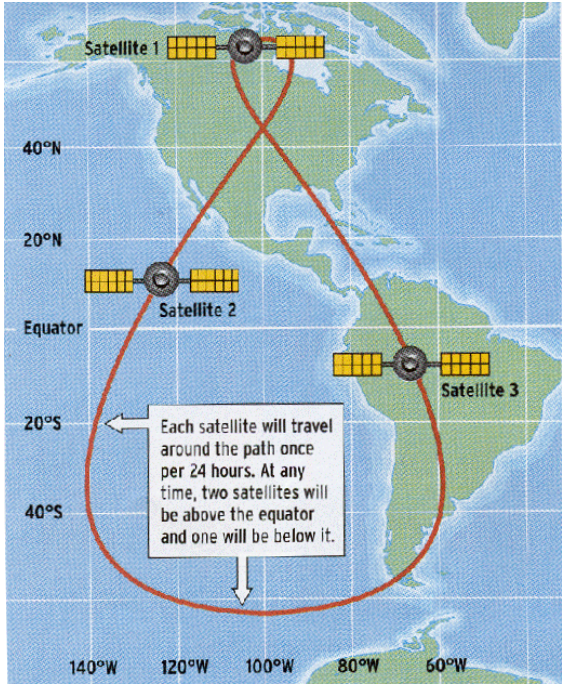 Satellite 1
40°N
20°N
Satellite 2
Equator
Satellite 3
20°S
Each satellite will travel
around the path once
per 24 hours. At any
time, two satellites will
be above the equator
and one will be below it.
40°S
140°W 120°W 100°W 80°W 60°W